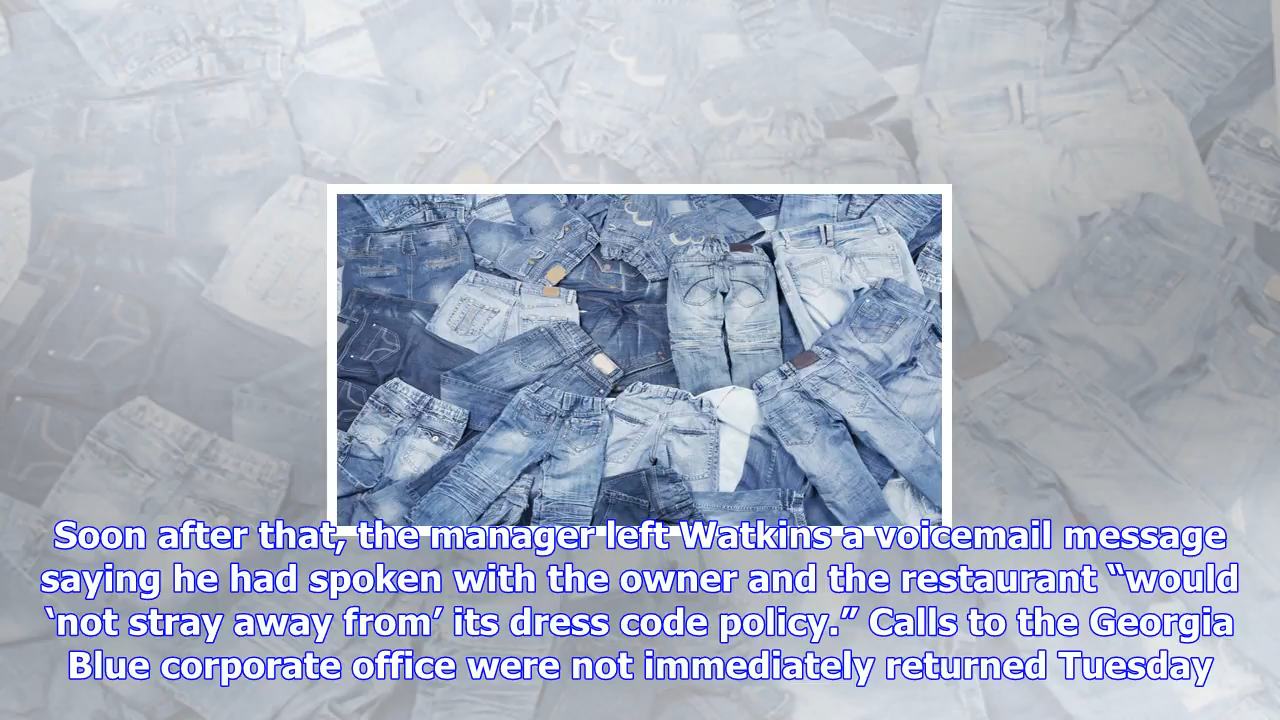 Soon after that, the manager left Watkins a voicemail message
saying he had spoken with the owner and the restaurant “would
‘not stray away from’ its dress code policy.” Calls to the Georgia
Blue corporate office were not immediately returned Tuesday